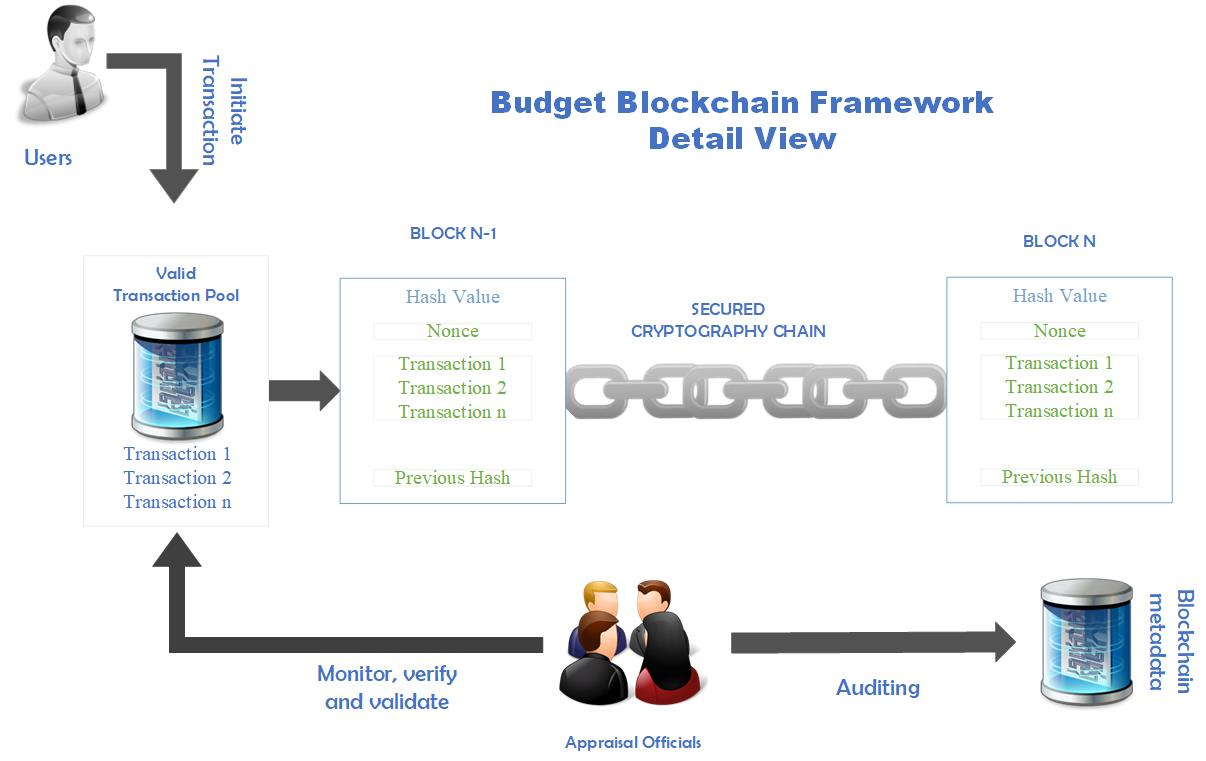 Budget Blockchain Framework
Detail View
Initiate
Transaction
Users
BLOCK N-1
BLOCK N
Valid
Transaction Pool
Transaction 1
Transaction 2
Transaction n
Hash Value
Nonce
Transaction 1
Transaction 2
Transaction n
Previous Hash
SECURED
CRYPTOGRAPHY CHAIN
Hash Value
Nonce
Transaction 1
Transaction 2
Transaction n
Previous Hash
Monitor, verify
and validate
Appraisal Officials
Auditing
Blockchain
metadata